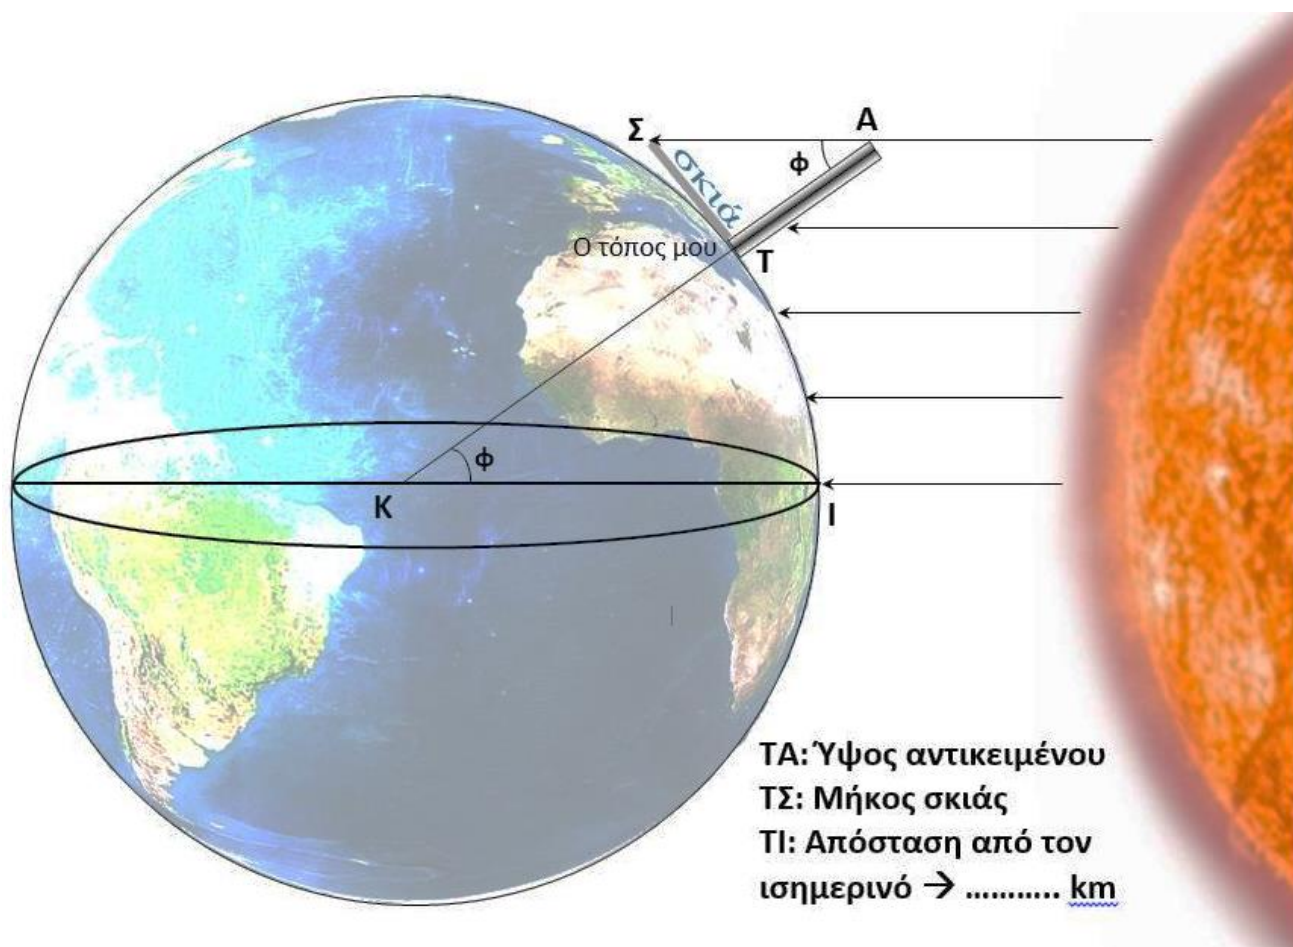 Σ
Α
φ
σκιά
Ο τόπος μου
Τ
φ
Κ
Ι
ΤΑ: Ύψος αντικειμένου
ΤΣ: Μήκος σκιάς
ΤΙ: Απόσταση από τον
ισημερινό → ……….. km